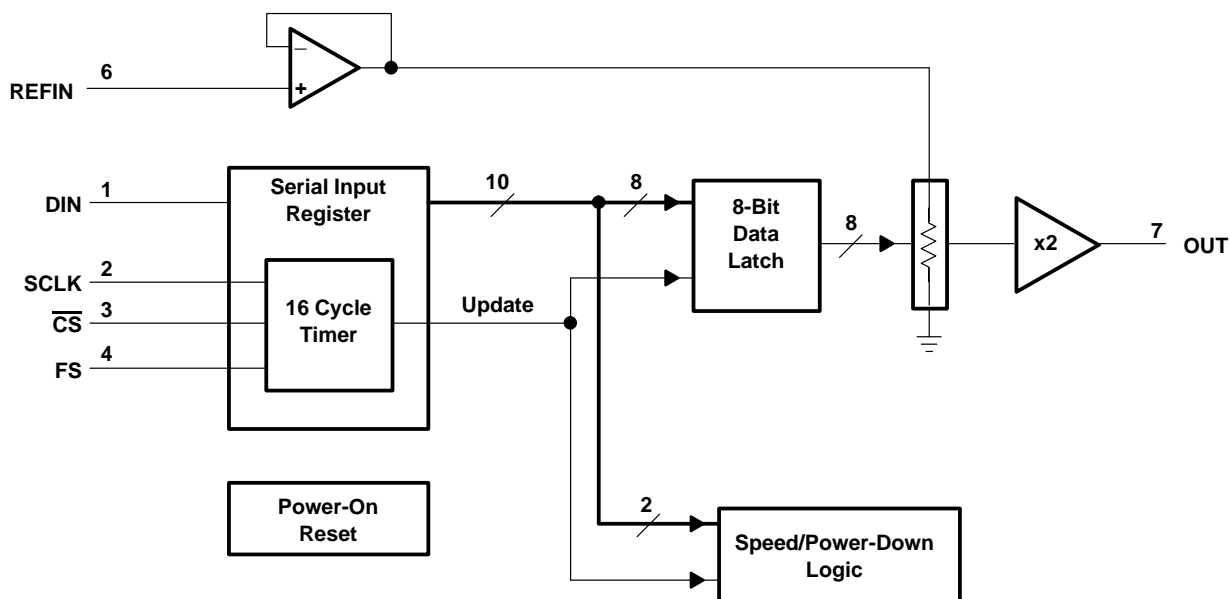 6
REFIN
–
+
DIN
1
Serial Input
Register
10
8
8-Bit
Data
Latch
8
x2
7
OUT
SCLK
2
CS
3
FS
4
16 Cycle
Timer
Update
Power-On
Reset
2
Speed/Power-Down
Logic